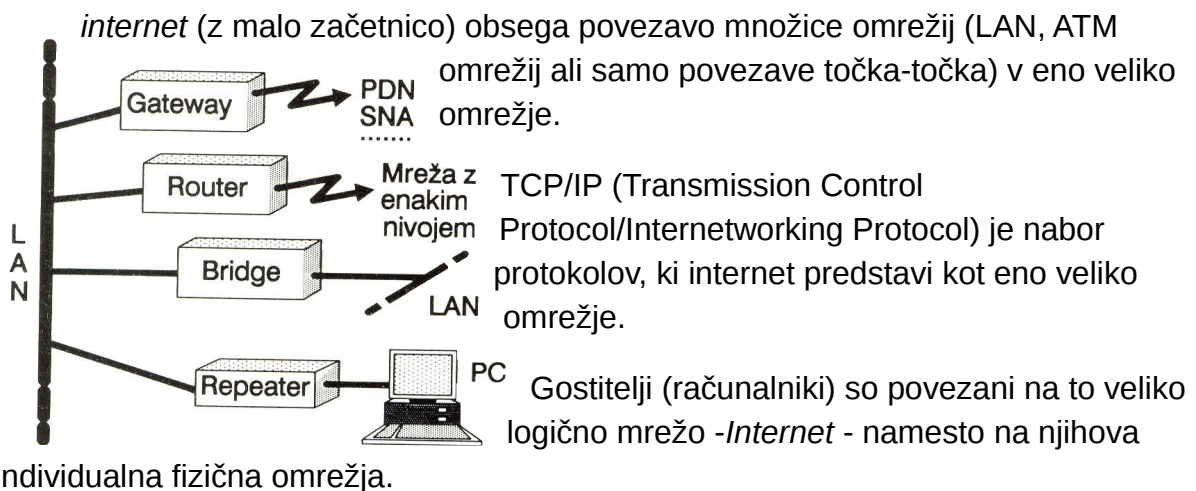 internet (z malo začetnico) obsega povezavo množice omrežij (LAN, ATM
omrežij ali samo povezave točka-točka) v eno veliko
omrežje.
Gateway
PDN
SNA
.......
Router
Mreža z
enakim
nivojem
TCP/IP (Transmission Control
Protocol/Internetworking Protocol) je nabor
protokolov, ki internet predstavi kot eno veliko
omrežje.
L
A
N
Bridge
LAN
Repeater
PC
Gostitelji (računalniki) so povezani na to veliko
logično mrežo -Internet - namesto na njihova
ndividualna fizična omrežja.